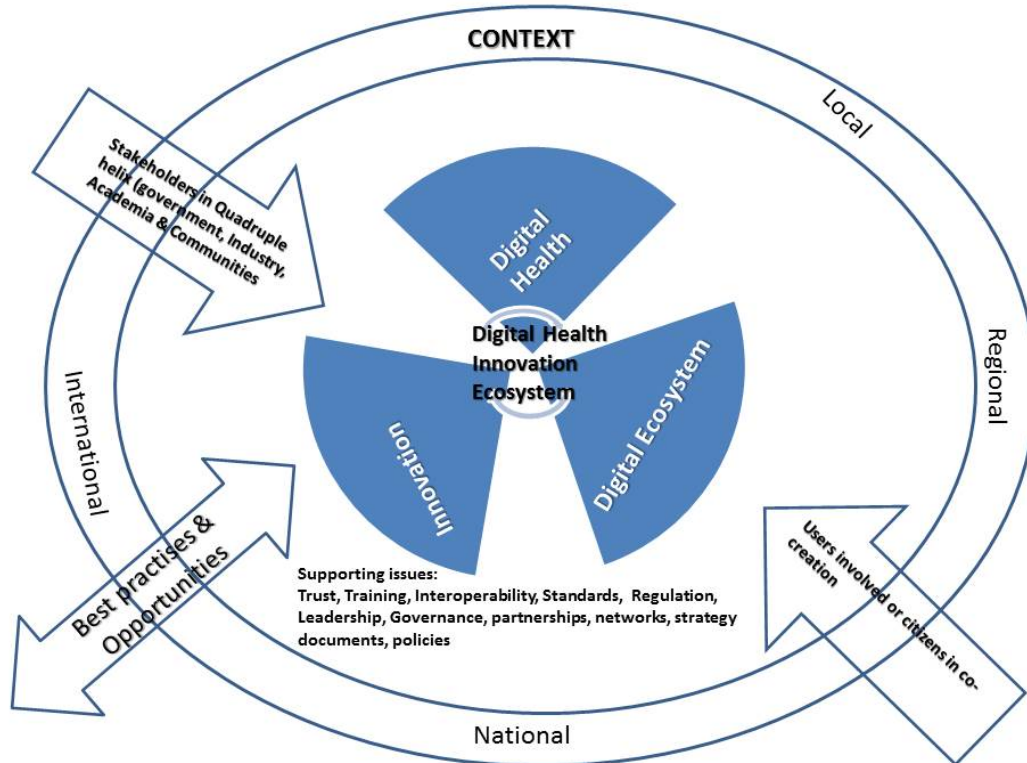 CONTEXT
Local
Stakeholders in Quadruple
helix (government, Industry,
Academia & Communities
Digital
Health
Digital Health
Innovation
Ecosystem
Regional
International
Innovation
Digital Ecosystem
Best practises &
Opportunities
Supporting issues:
Trust, Training, Interoperability, Standards, Regulation,
Leadership, Governance, partnerships, networks, strategy
documents, policies
Users involved or citizens in co-
creation
National